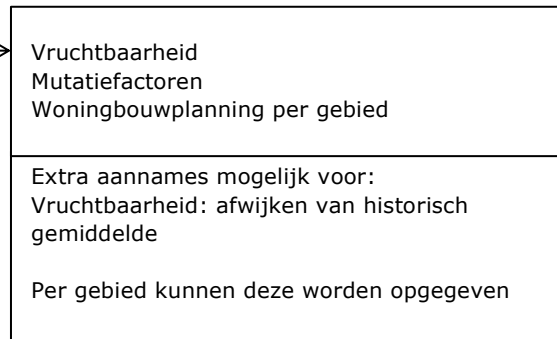 Vruchtbaarheid
Mutatiefactoren
Woningbouwplanning per gebied
Extra aannames mogelijk voor:
Vruchtbaarheid: afwijken van historisch
gemiddelde
Per gebied kunnen deze worden opgegeven